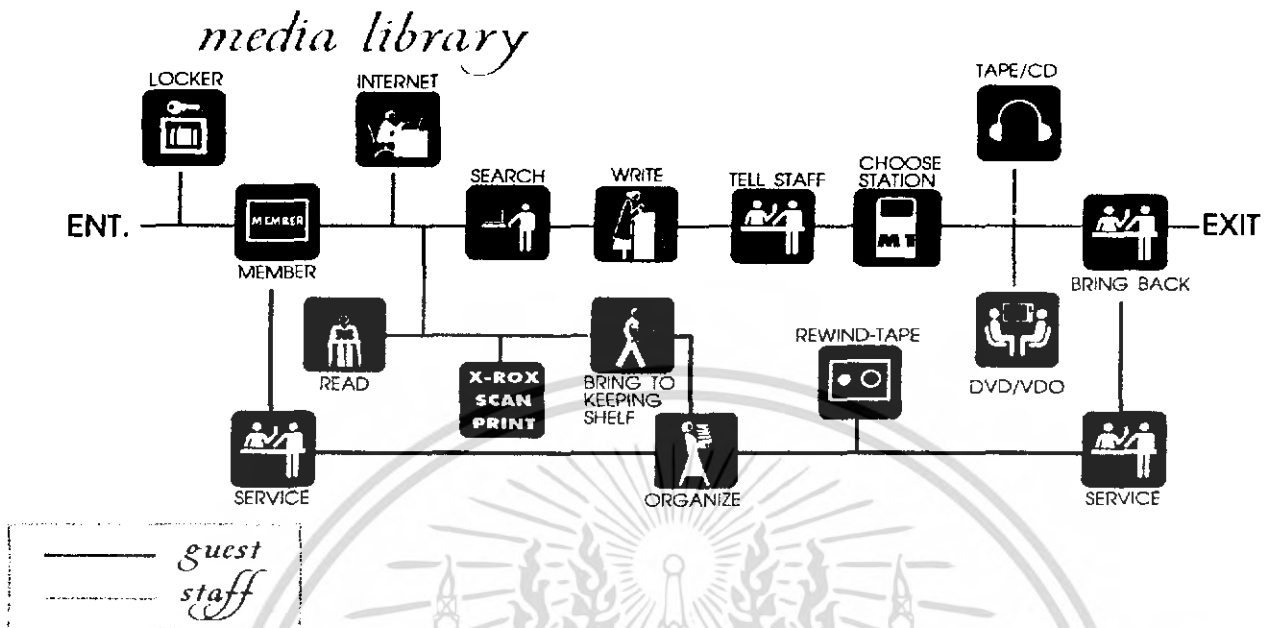 media library
LOCKER
INTERNET
TAPE/CD
SEARCH
WRITE
TELL STAFF
CHOOSE
STATION
ENT.
MEMBER
MT
EXIT
MEMBER
BRING BACK
READ
X-ROX
SCAN
PRINT
BRING TO
KEEPING
SHELF
REWIND-TAPE
DVD/VDO
SERVICE
ORGANIZE
SERVICE
guest
staff